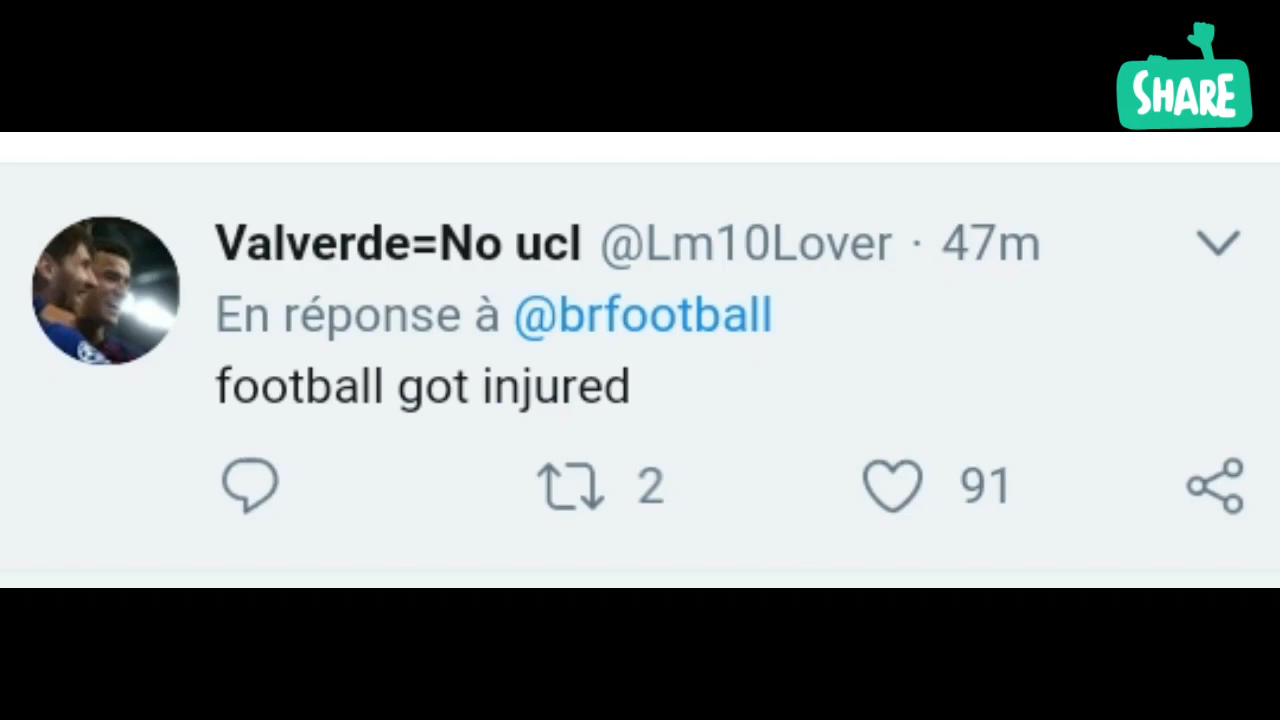 SHARE
Valverde=No ucl @Lm10Lover · 47m
En réponse à @brfootball
football got injured
2 91